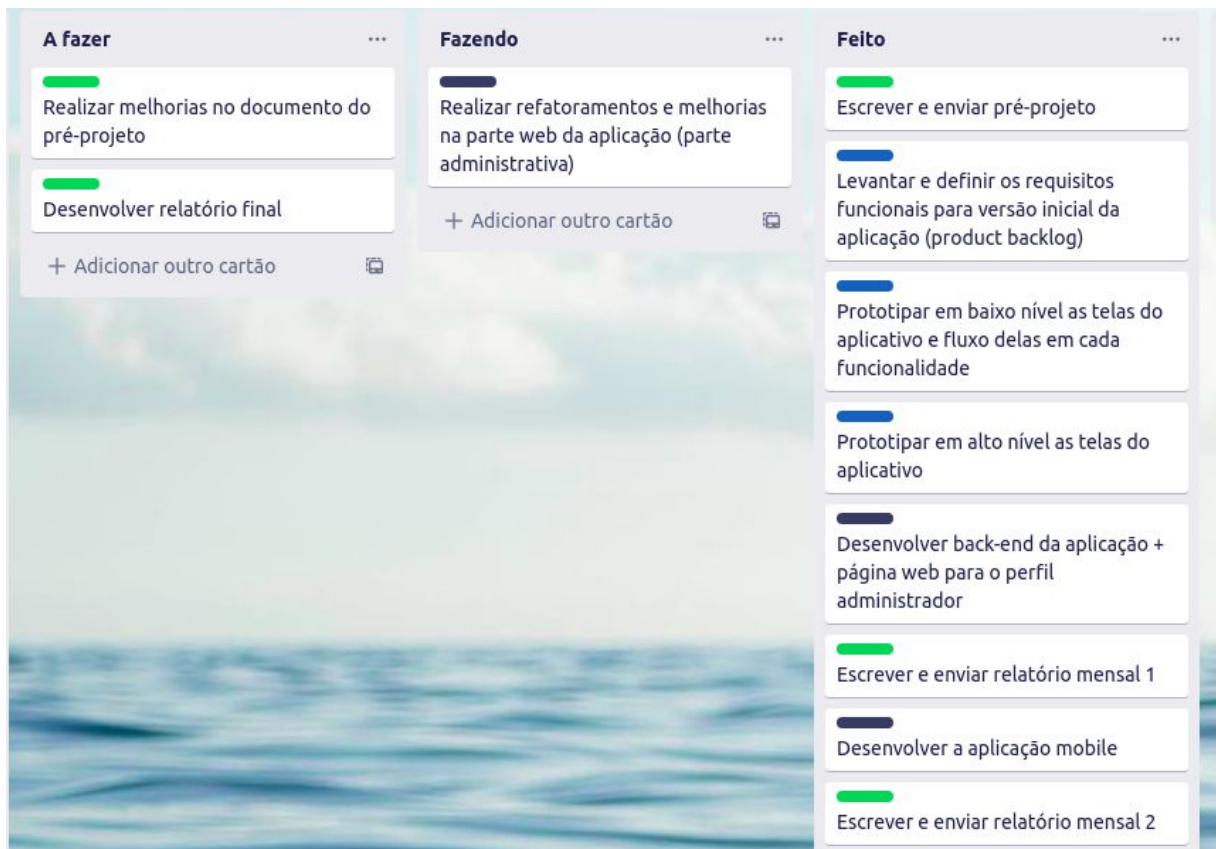 A fazer
Realizar melhorias no documento do
pré-projeto
Desenvolver relatório final
+ Adicionar outro cartão
Fazendo
Realizar refatoramentos e melhorias
na parte web da aplicação (parte
administrativa)
+ Adicionar outro cartão
Feito
Escrever e enviar pré-projeto
Levantar e definir os requisitos
funcionais para versão inicial da
aplicação (product backlog)
Prototipar em baixo nível as telas do
aplicativo e fluxo delas em cada
funcionalidade
Prototipar em alto nível as telas do
aplicativo
Desenvolver back-end da aplicação +
página web para o perfil
administrador
Escrever e enviar relatório mensal 1
Desenvolver a aplicação mobile
Escrever e enviar relatório mensal 2